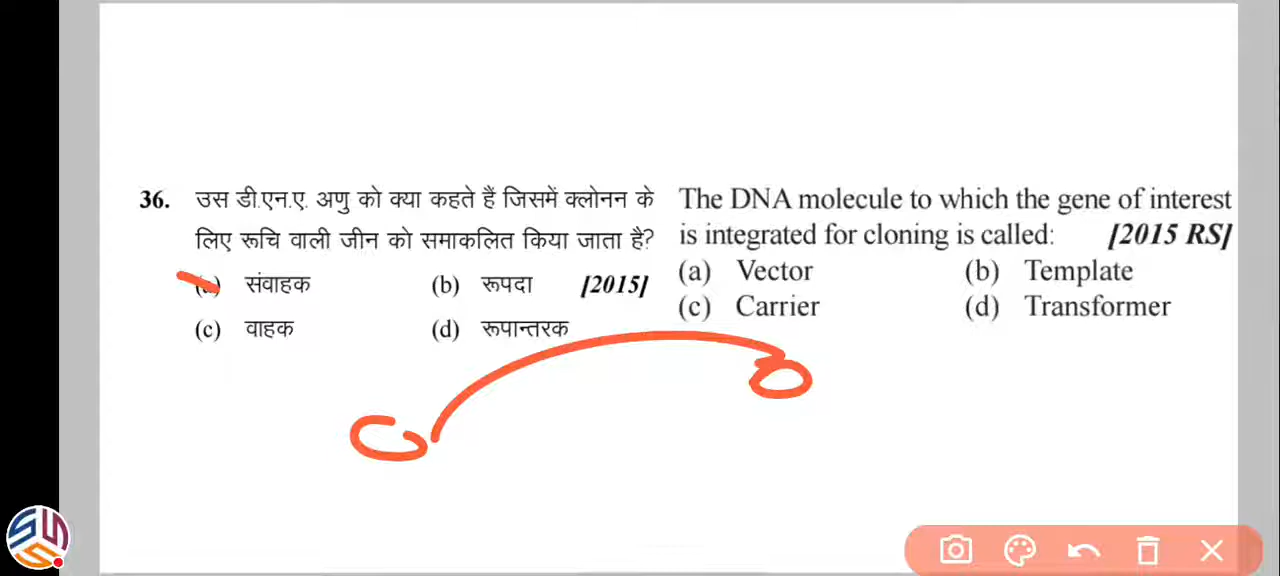 36. उस डी.एन.ए. अणु को क्या कहते हैं जिसमें क्लोनन के
लिए रूचि वाली जीन को समाकलित किया जाता है?
(a) संवाहक (b) रूपदा [2015]
(c) वाहक (d) रूपान्तरक
The DNA molecule to which the gene of interest
is integrated for cloning is called: [2015 RS]
(a) Vector (b) Template
(c) Carrier (d) Transformer